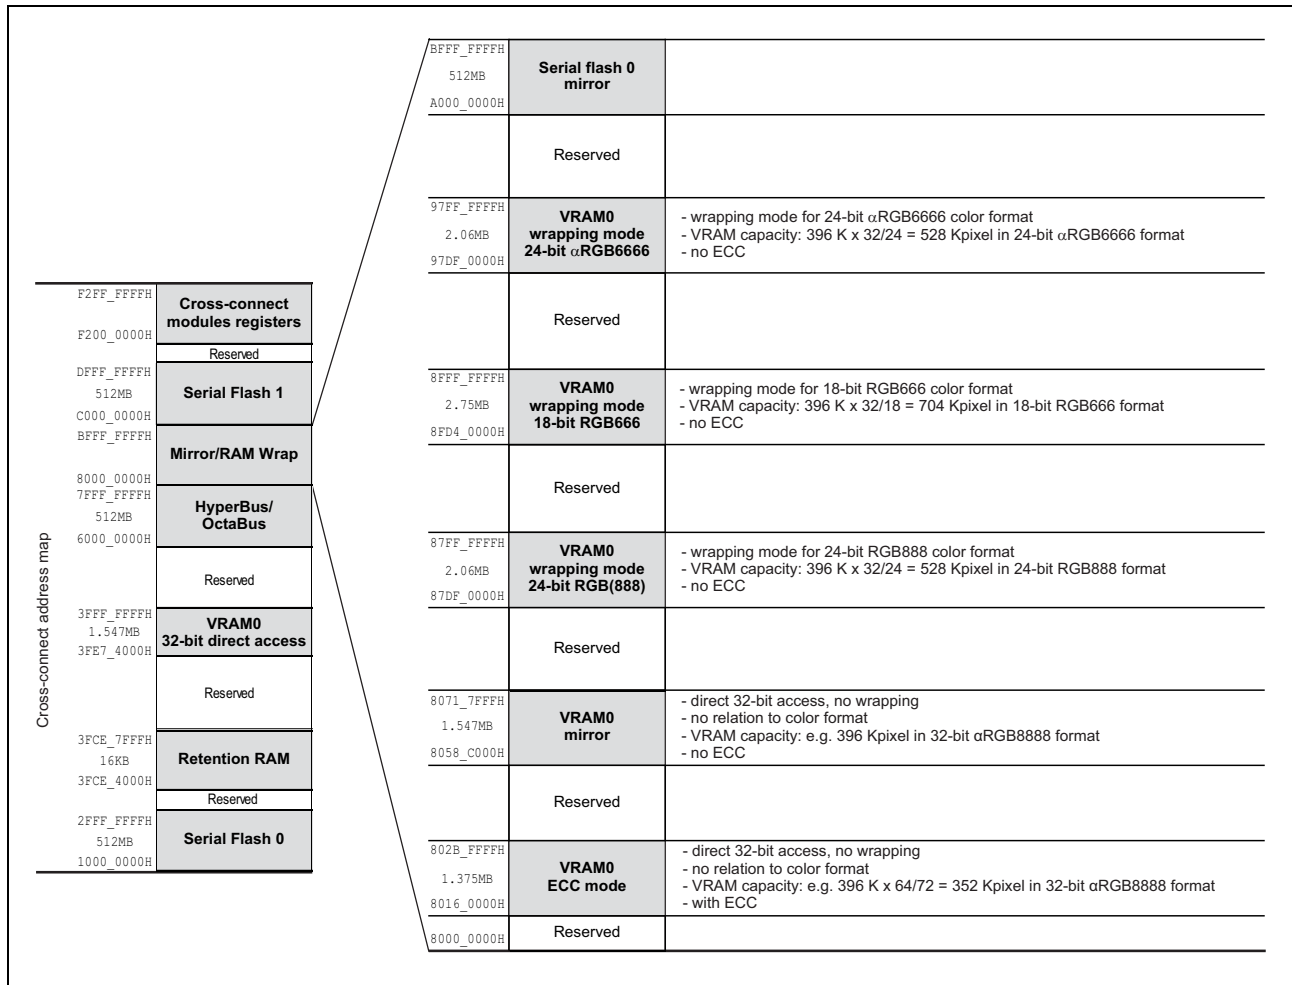 Cross-connect address map
F2FF_FFFFH
Cross-connect
modules registers
F200_0000H
Reserved
DFFF_FFFFH
512MB
Serial Flash 1
C000_0000H
BFFF_FFFFH
Mirror/RAM Wrap
8000_0000H
7FFF_FFFFH
HyperBus/
512MB
OctaBus
6000_0000H
Reserved
3FFF_FFFFH
VRAM0
1.547MB
32-bit direct access
3FE7_4000H
Reserved
3FCE_7FFFH
16KB
Retention RAM
3FCE_4000H
Reserved
2FFF_FFFFH
512MB
Serial Flash 0
1000_0000H
BFFF_FFFFH
Serial flash 0
512MB
mirror
A000_0000H
Reserved
97FF_FFFFH
VRAM0
2.06MB
wrapping mode
97DF_0000H
24-bit αRGB6666
- wrapping mode for 24-bit αRGB6666 color format
- VRAM capacity: 396 K x 32/24 = 528 Kpixel in 24-bit αRGB6666 format
- no ECC
Reserved
8FFF_FFFFH
VRAM0
2.75MB
wrapping mode
8FD4_0000H
18-bit RGB666
- wrapping mode for 18-bit RGB666 color format
- VRAM capacity: 396 K x 32/18 = 704 Kpixel in 18-bit RGB666 format
- no ECC
Reserved
87FF_FFFFH
VRAM0
2.06MB
wrapping mode
87DF_0000H
24-bit RGB(888)
- wrapping mode for 24-bit RGB888 color format
- VRAM capacity: 396 K x 32/24 = 528 Kpixel in 24-bit RGB888 format
- no ECC
Reserved
8071_7FFFH
VRAM0
1.547MB
mirror
8058_C000H
- direct 32-bit access, no wrapping
- no relation to color format
- VRAM capacity: e.g. 396 Kpixel in 32-bit αRGB8888 format
- no ECC
Reserved
802B_FFFFH
VRAM0
1.375MB
ECC mode
8016_0000H
- direct 32-bit access, no wrapping
- no relation to color format
- VRAM capacity: e.g. 396 K x 64/72 = 352 Kpixel in 32-bit αRGB8888 format
- with ECC
Reserved
8000_0000H